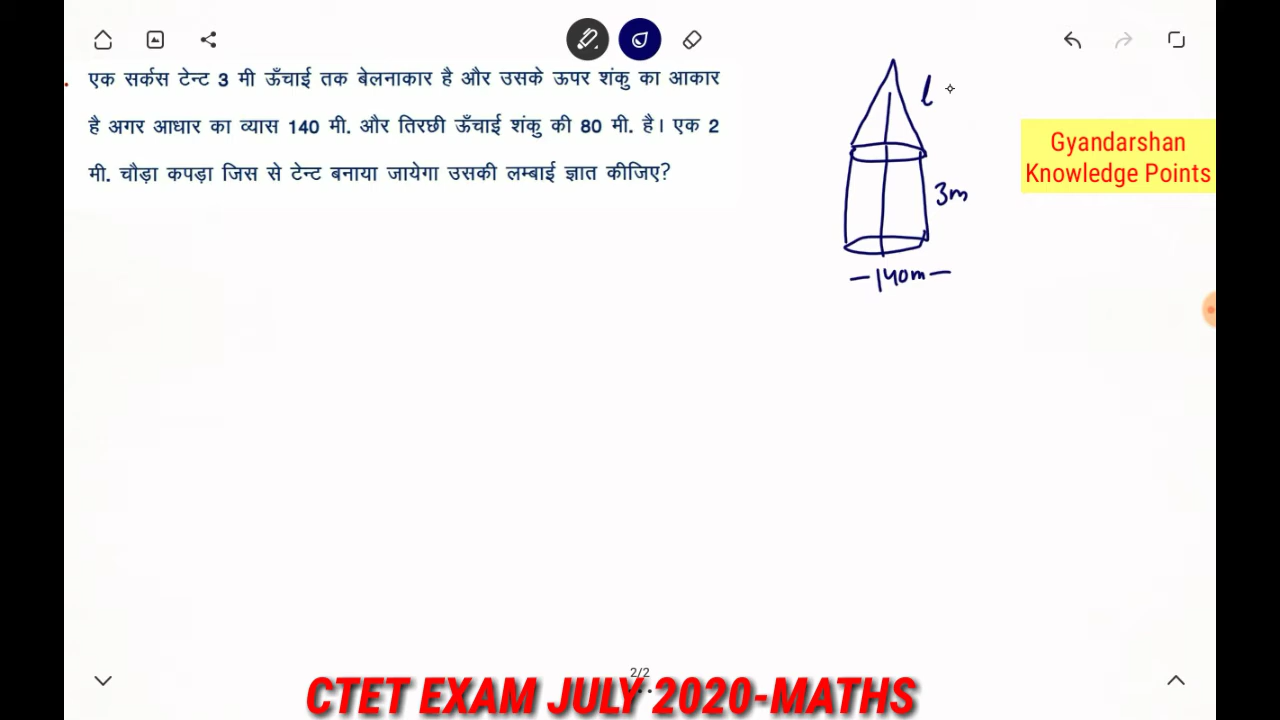 एक सर्कस टेन्ट 3 मी ऊँचाई तक बेलनाकार है और उसके ऊपर शंकु का आकार
है अगर आधार का व्यास 140 मी. और तिरछी ऊँचाई शंकु की 80 मी. है। एक 2
मी. चौड़ा कपड़ा जिस से टेन्ट बनाया जायेगा उसकी लम्बाई ज्ञात कीजिए?
l
Gyandarshan
Knowledge Points
3m
-140m-
2/2
CTET EXAM JULY 2020-MATHS